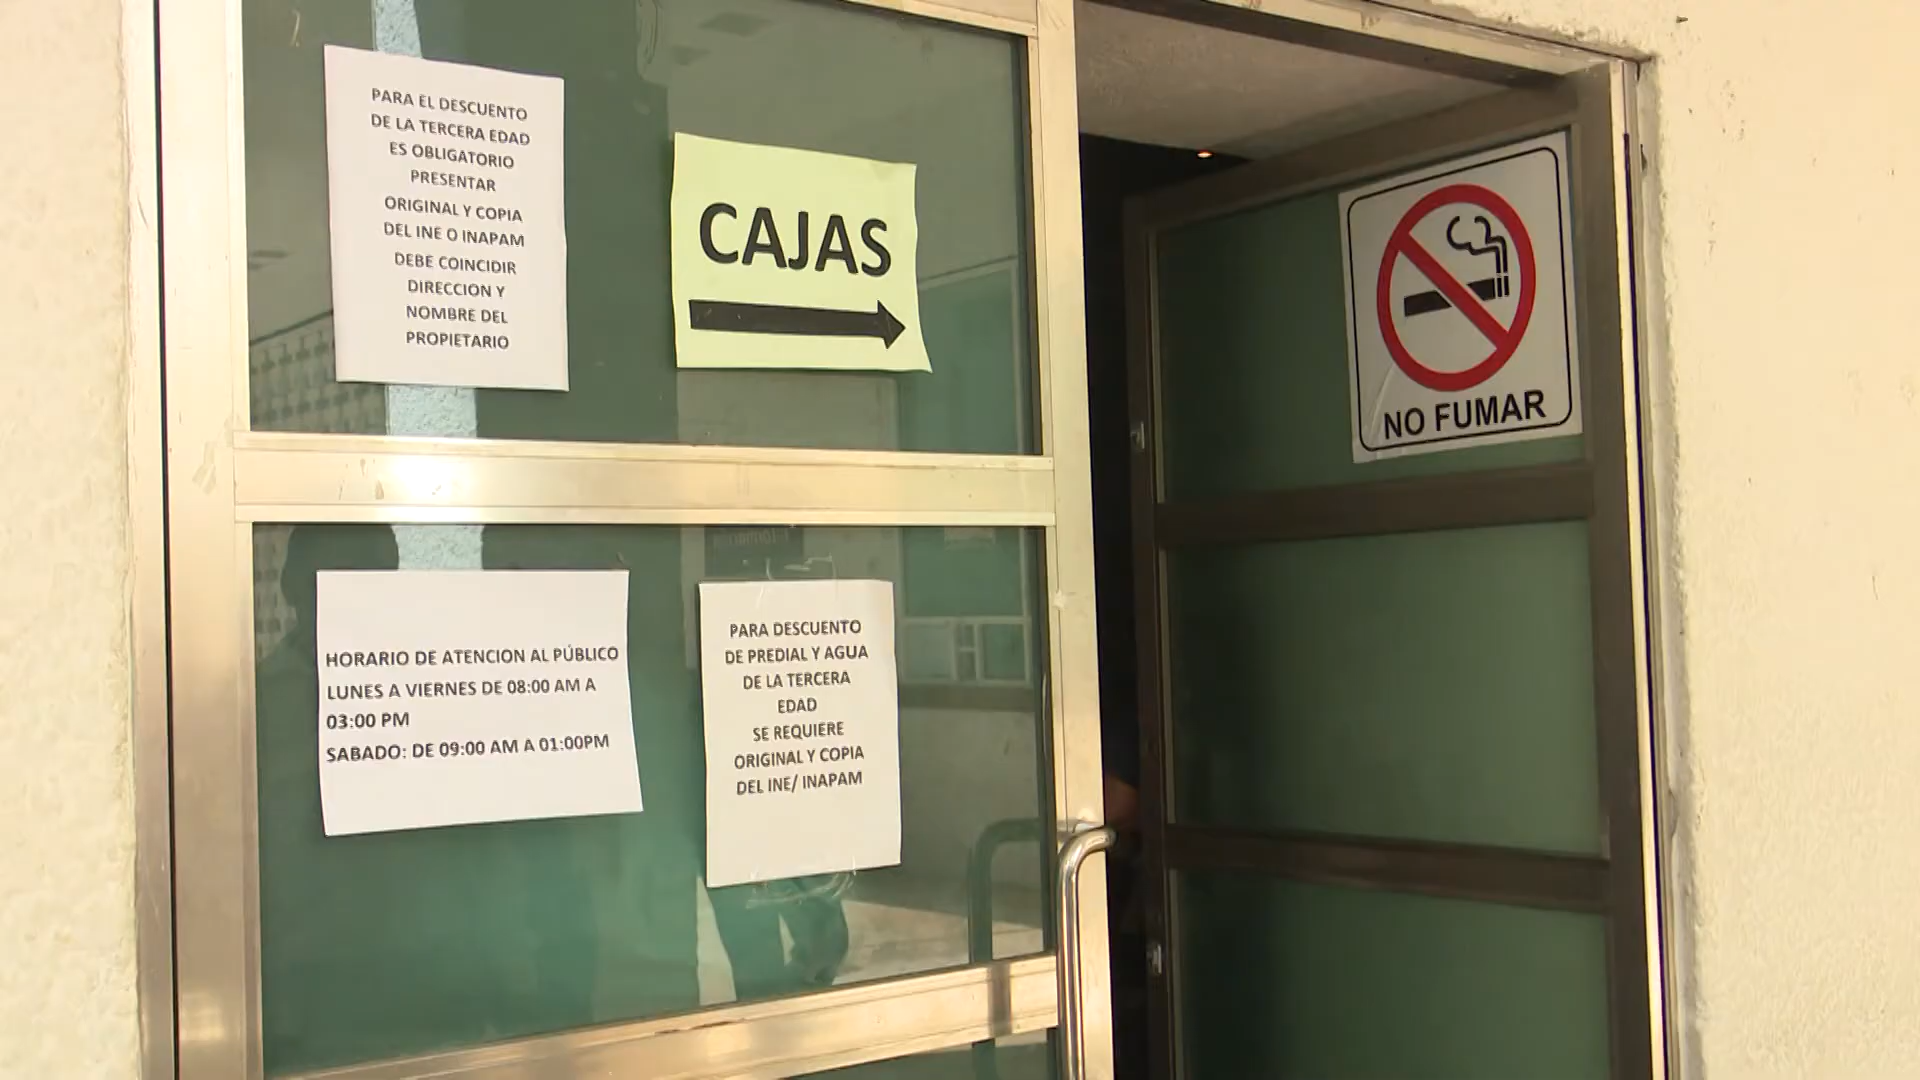 PARA EL DESCUENTO
DE LA TERCERA EDAD
ES OBLIGATORIO
PRESENTAR
ORIGINAL Y COPIA
DEL INE O INAPAM
DEBE COINCIDIR
DIRECCION Y
NOMBRE DEL
PROPIETARIO
CAJAS
NO FUMAR
HORARIO DE ATENCION AL PÚBLICO
LUNES A VIERNES DE 08:00 AM A
03:00 PM
SABADO: DE 09:00 AM A 01:00PM
PARA DESCUENTO
DE PREDIAL Y AGUA
DE LA TERCERA
EDAD
SE REQUIERE
ORIGINAL Y COPIA
DEL INE/ INAPAM